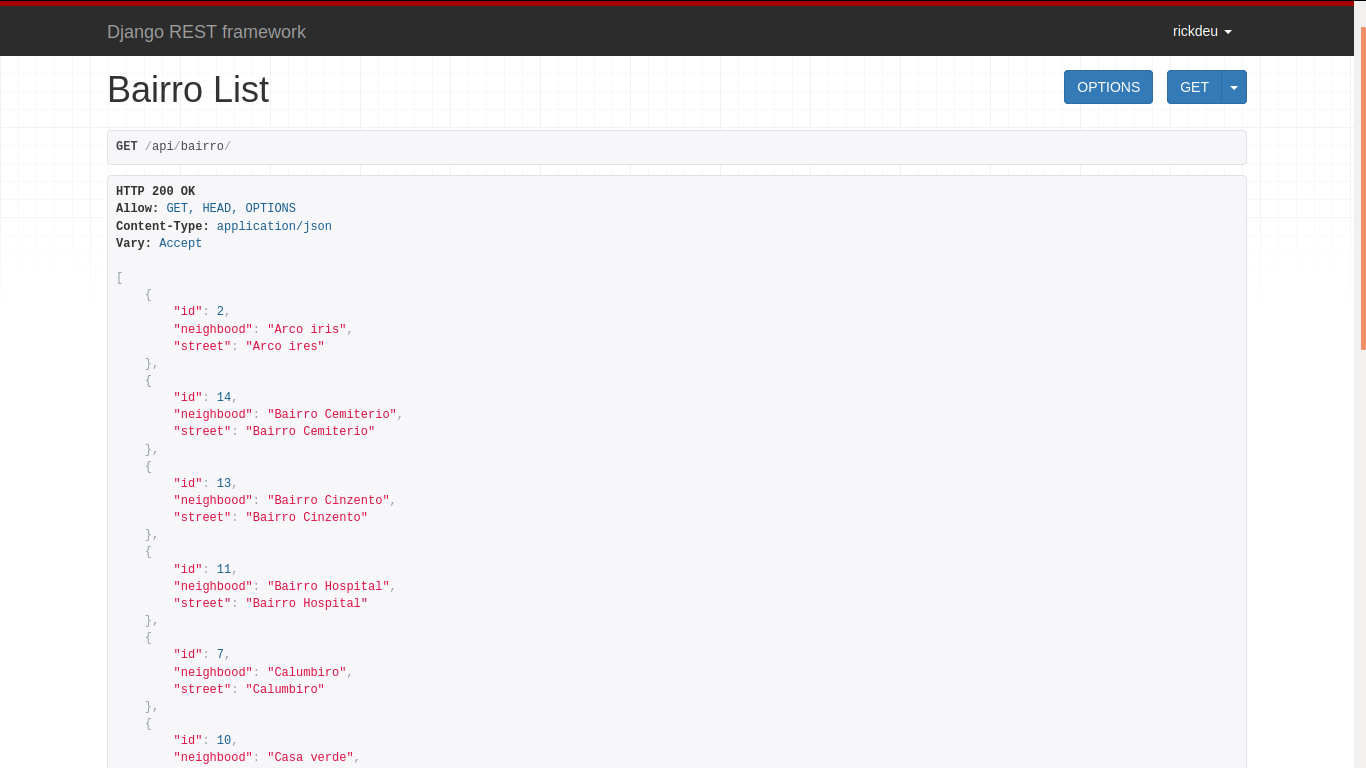 Django REST framework
rickdeu
Bairro List
OPTIONS
GET
GET /api/bairro/
HTTP 200 OK
Allow: GET, HEAD, OPTIONS
Content-Type: application/json
Vary: Accept
[
    {
        "id": 2,
        "neighbood": "Arco iris",
        "street": "Arco ires"
    },
    {
        "id": 14,
        "neighbood": "Bairro Cemiterio",
        "street": "Bairro Cemiterio"
    },
    {
        "id": 13,
        "neighbood": "Bairro Cinzento",
        "street": "Bairro Cinzento"
    },
    {
        "id": 11,
        "neighbood": "Bairro Hospital",
        "street": "Bairro Hospital"
    },
    {
        "id": 7,
        "neighbood": "Calumbiro",
        "street": "Calumbiro"
    },
    {
        "id": 10,
        "neighbood": "Casa verde",